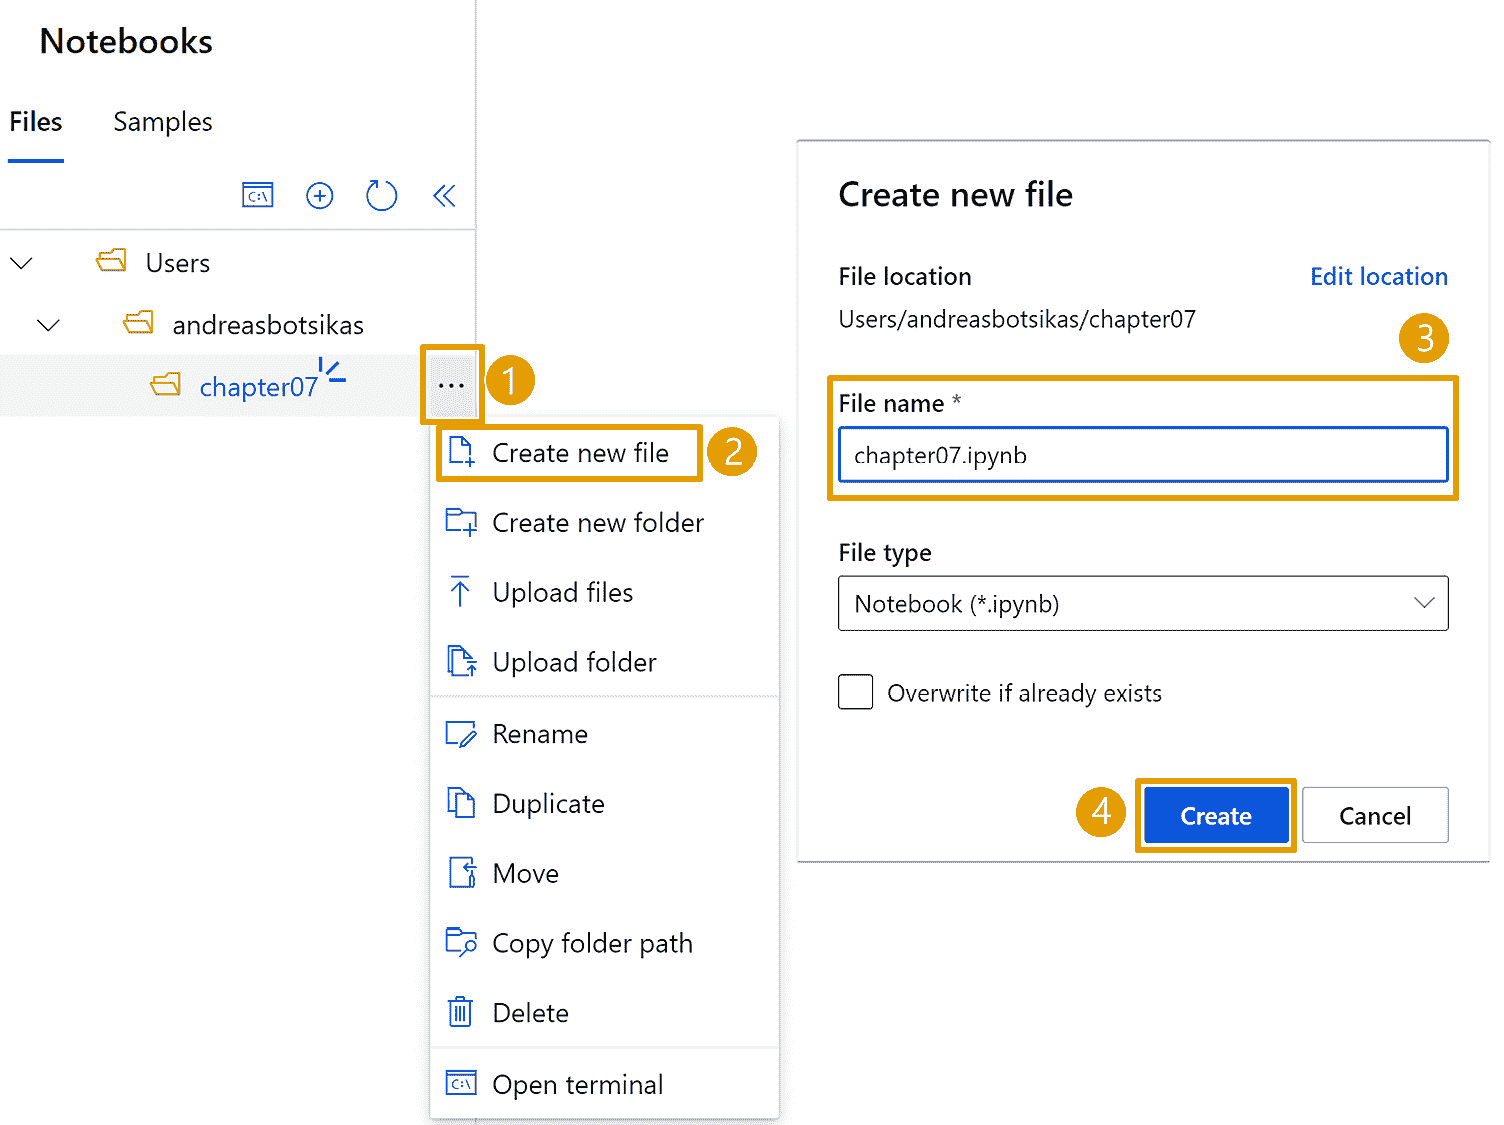 Notebooks
Files Samples
C:\
Users
andreasbotsikas
chapter07
... 1
Create new file 2
Create new folder
Upload files
Upload folder
Rename
Duplicate
Move
Copy folder path
Delete
C:\ Open terminal
Create new file
File location Edit location
Users/andreasbotsikas/chapter07
3
File name *
chapter07.ipynb
File type
Notebook (*.ipynb)
Overwrite if already exists
4 Create Cancel